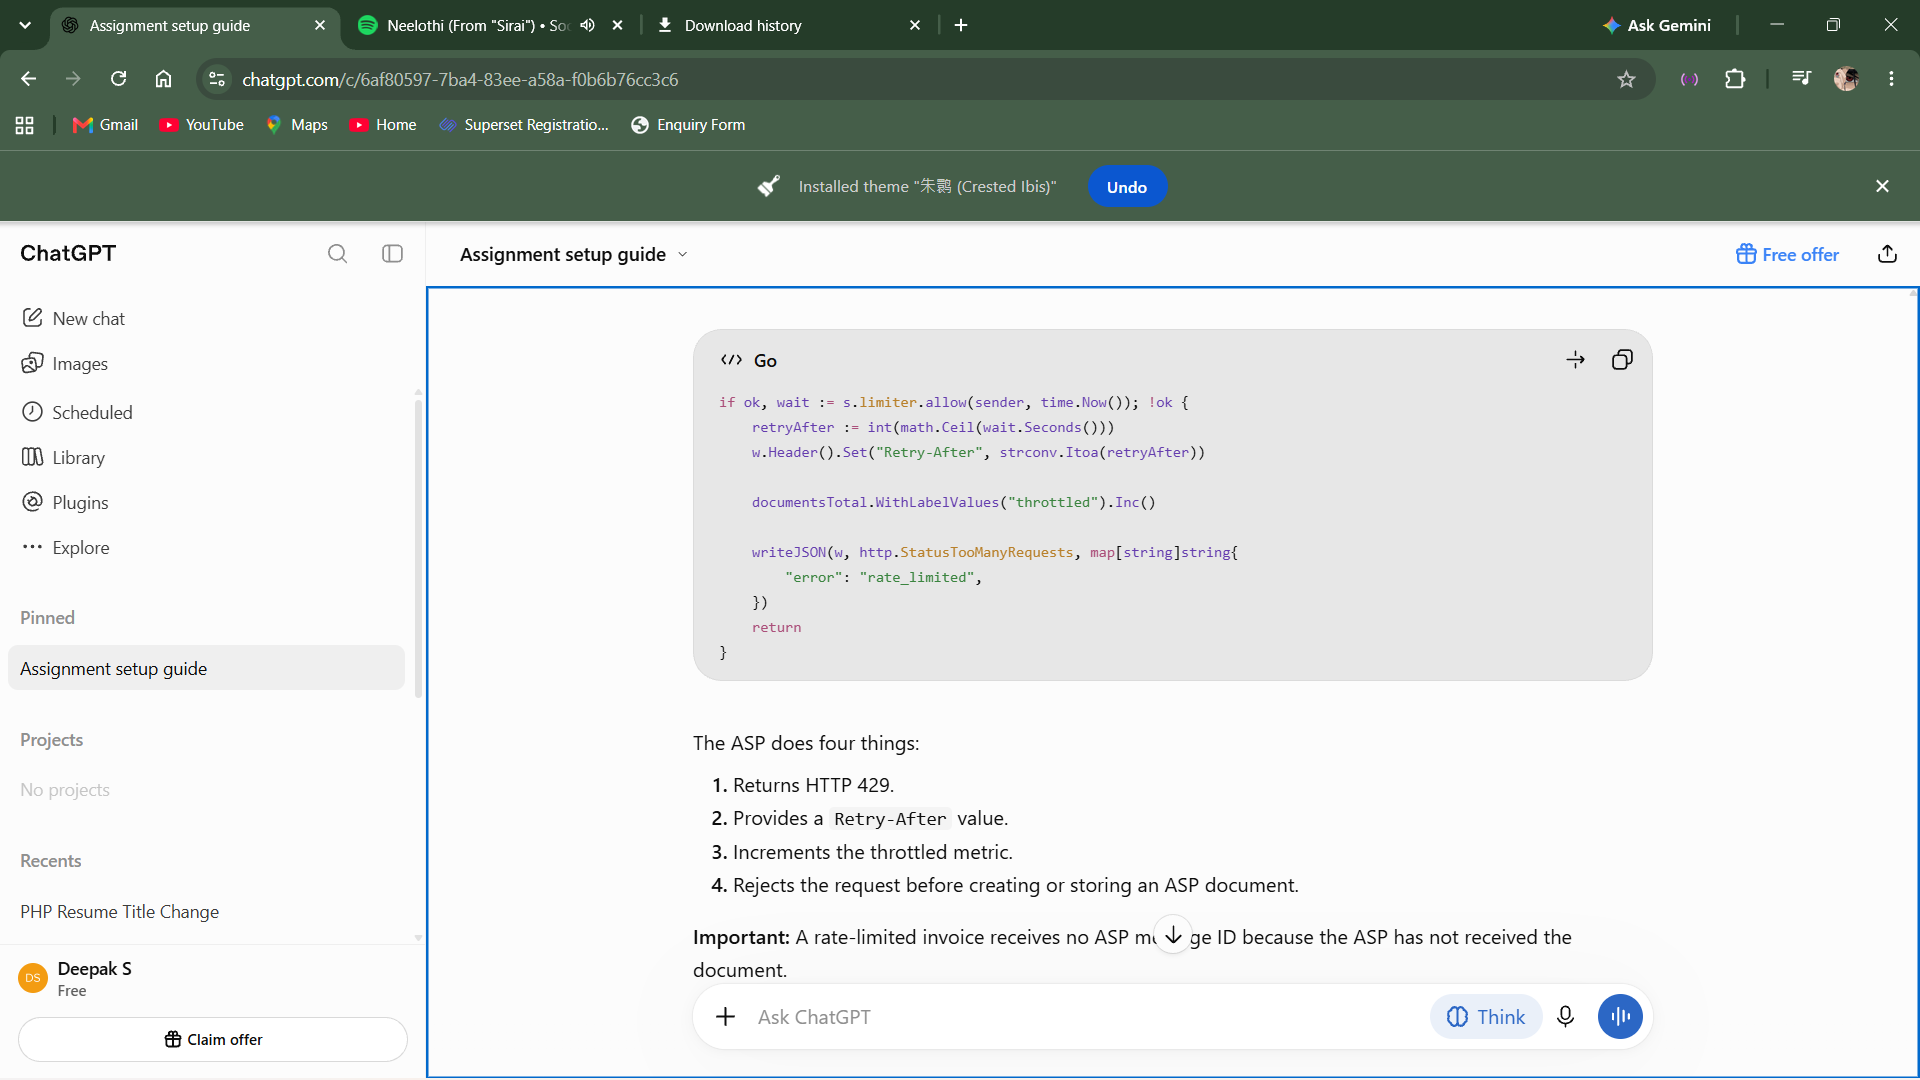 Assignment setup guide
Neelothi (From "Sirai") • Soc
Download history
Ask Gemini
chatgpt.com/c/6af80597-7ba4-83ee-a58a-f0b6b76cc3c6
Gmail
YouTube
Maps
Home
Superset Registratio...
Enquiry Form
Installed theme "朱鹮 (Crested Ibis)"
Undo
ChatGPT
New chat
Images
Scheduled
Library
Plugins
Explore
Pinned
Assignment setup guide
Projects
No projects
Recents
PHP Resume Title Change
DS
Deepak S
Free
Claim offer
Assignment setup guide
Free offer
Go
if ok, wait := s.limiter.allow(sender, time.Now()); !ok {
    retryAfter := int(math.Ceil(wait.Seconds()))
    w.Header().Set("Retry-After", strconv.Itoa(retryAfter))
    documentsTotal.WithLabelValues("throttled").Inc()
    writeJSON(w, http.StatusTooManyRequests, map[string]string{
        "error": "rate_limited",
    })
    return
}
The ASP does four things:
1. Returns HTTP 429.
2. Provides a Retry-After value.
3. Increments the throttled metric.
4. Rejects the request before creating or storing an ASP document.
Important: A rate-limited invoice receives no ASP me ge ID because the ASP has not received the
document.
Ask ChatGPT
Think